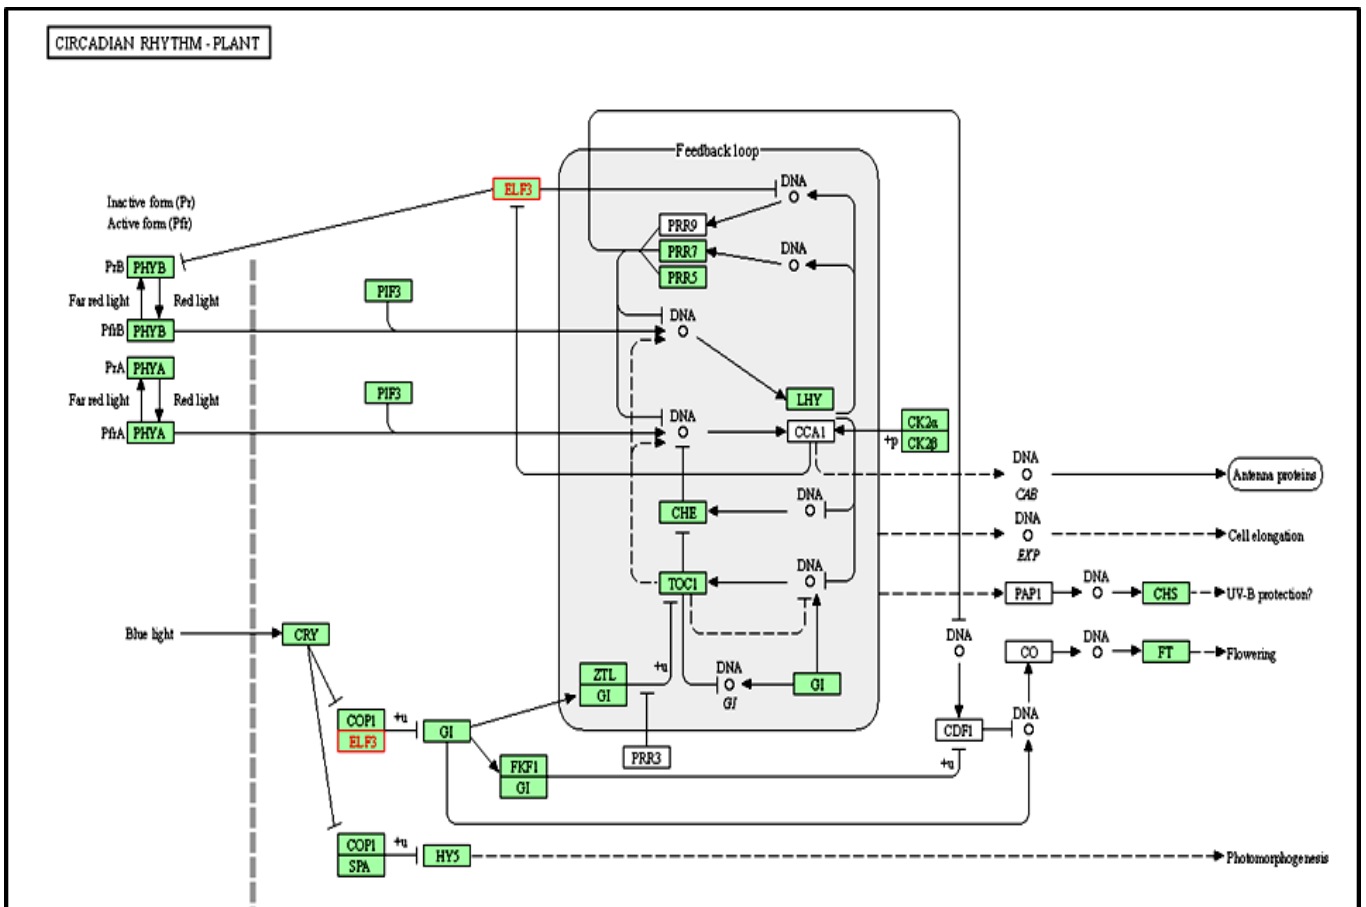 CIRCADIAN RHYTHM - PLANT
Feedback loop
DNA
ELF3
Inactive form (Pr)
Active form (Pfr)
PRR9
PRR7
DNA
PRR5
PrB PHYB
Far red light
Red light
PIF3
DNA
PfrB PHYB
PrA PHYA
PIF3
LHY
Far red light
Red light
DNA
CK2α
CK2β
+p
CCA1
PfrA PHYA
DNA
CAB
Antenna proteins
DNA
CHE
DNA
EXP
Cell elongation
DNA
TOC1
PAP1
DNA
CHS
UV-B protection?
Blue light
CRY
DNA
CO
DNA
FT
Flowering
+u
ZTL
GI
DNA
GI
GI
COP1
ELF3
+u
GI
CDF1
DNA
PRR3
FKF1
GI
+u
COP1
SPA
+u
HY5
Photomorphogenesis